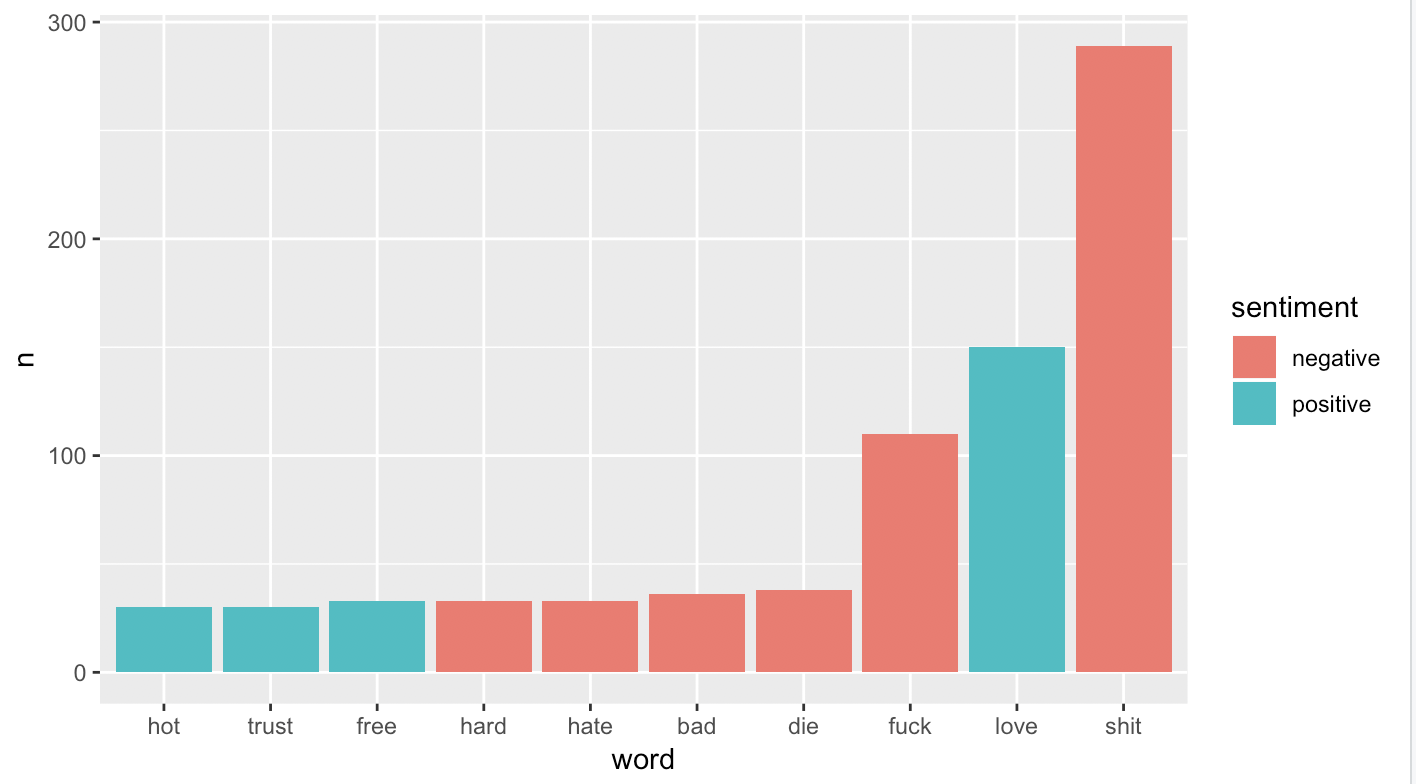 300
200
100
0
n
hot trust free hard hate bad die fuck love shit
word
sentiment
negative
positive